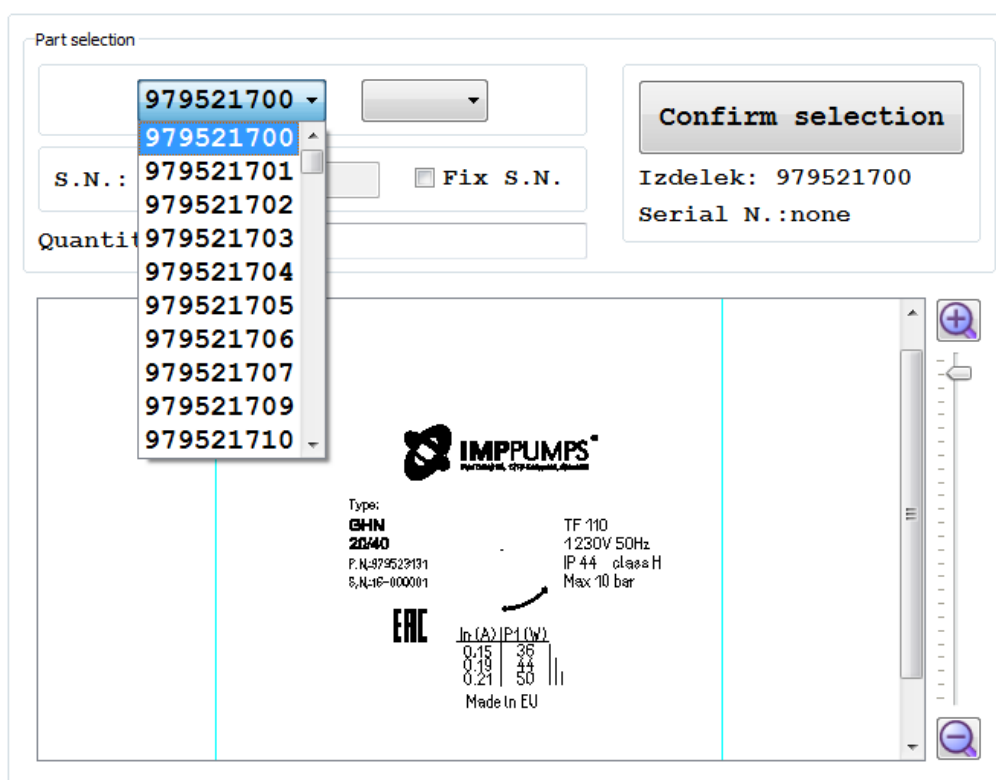 Part selection
979521700
979521700
979521701
979521702
979521703
979521704
979521705
979521706
979521707
979521709
979521710
S.N.:
Fix S.N.
Quantit
Confirm selection
Izdelek: 979521700
Serial N.:none
IMPPUMPS
Type:
GHN
20/40
P.N.:979523131
S.N.:16-000001
TF 110
1230V 50Hz
IP 44 class H
Max 10 bar
EAC
In (A) P1 (W)
0.15 36
0.19 44
0.21 50
Made in EU